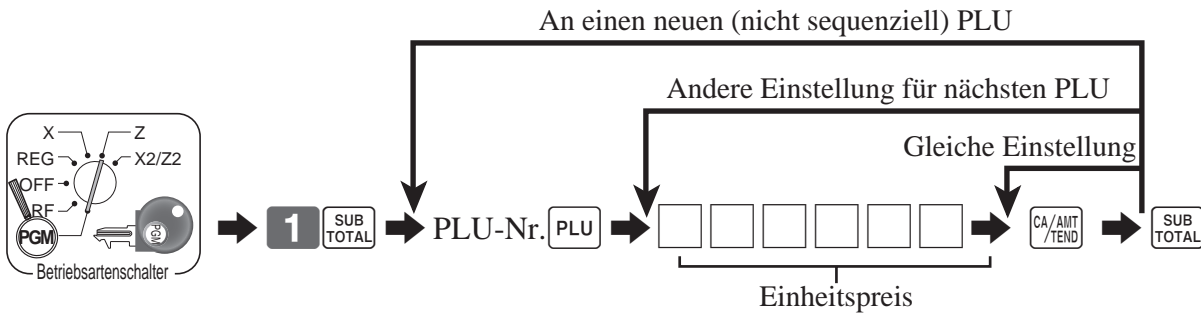 An einen neuen (nicht sequenziell) PLU
Andere Einstellung für nächsten PLU
Gleiche Einstellung
X
Z
REG
X2/Z2
OFF
RF
PGM
PGM
Betriebsartenschalter
1
SUB
TOTAL
PLU-Nr.
PLU
CA/AMT
/TEND
SUB
TOTAL
Einheitspreis